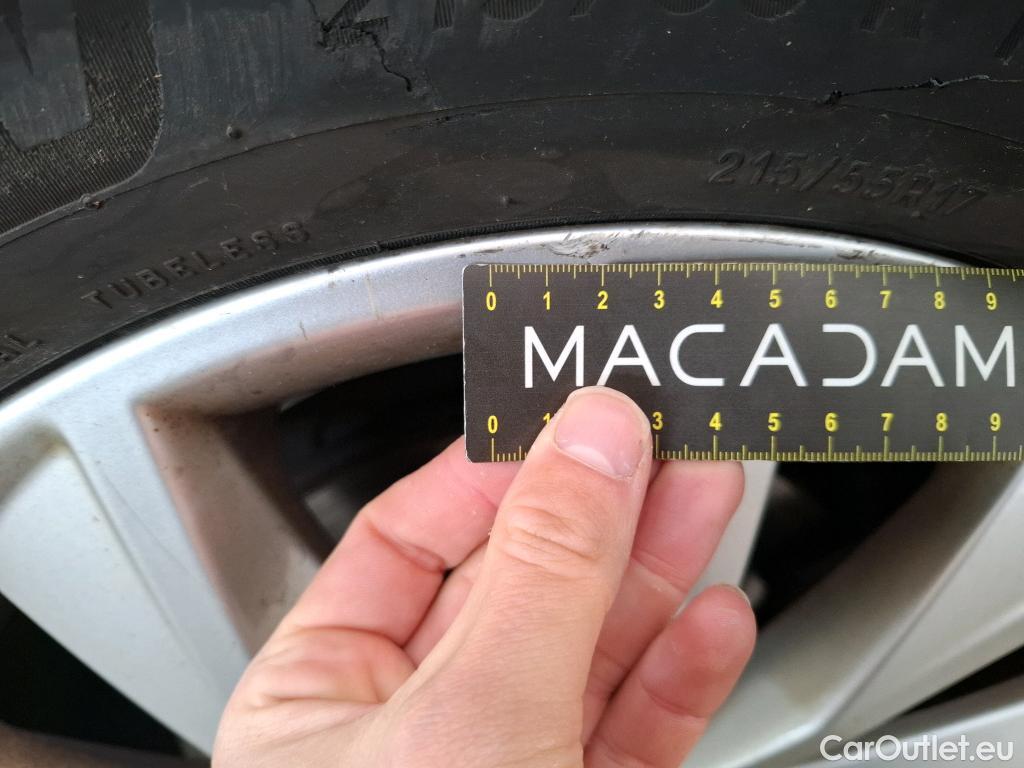 215/55R17
TUBELESS
0 1 2 3 4 5 6 7 8 9
MACADAM
0 1 3 4 5 6 7 8 9
CarOutlet.eu